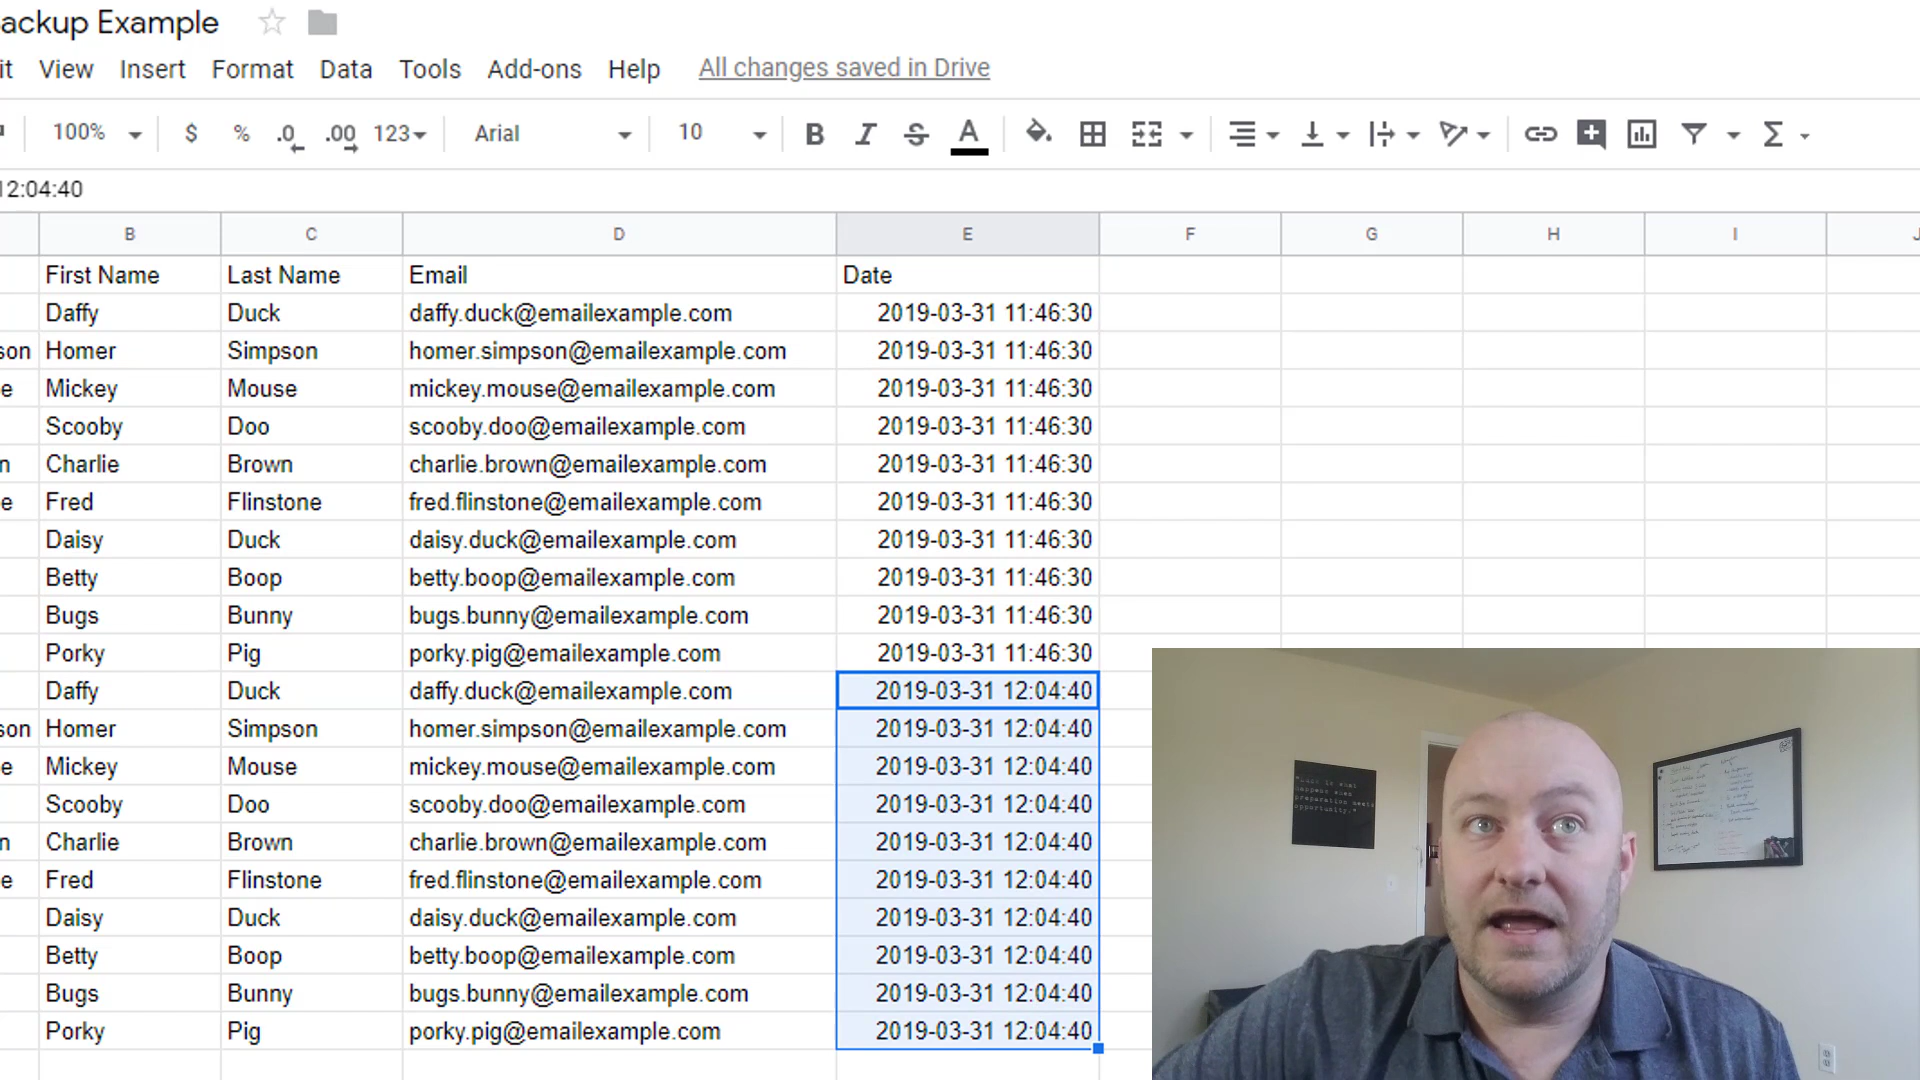 ackup Example
it View Insert Format Data Tools Add-ons Help All changes saved in Drive
100% $ % .0 .00 123 Arial 10 B I S A
12:04:40
B C D E F G H I J
First Name Last Name Email Date
Daffy Duck daffy.duck@emailexample.com 2019-03-31 11:46:30
son Homer Simpson homer.simpson@emailexample.com 2019-03-31 11:46:30
e Mickey Mouse mickey.mouse@emailexample.com 2019-03-31 11:46:30
Scooby Doo scooby.doo@emailexample.com 2019-03-31 11:46:30
n Charlie Brown charlie.brown@emailexample.com 2019-03-31 11:46:30
e Fred Flinstone fred.flinstone@emailexample.com 2019-03-31 11:46:30
Daisy Duck daisy.duck@emailexample.com 2019-03-31 11:46:30
Betty Boop betty.boop@emailexample.com 2019-03-31 11:46:30
Bugs Bunny bugs.bunny@emailexample.com 2019-03-31 11:46:30
Porky Pig porky.pig@emailexample.com 2019-03-31 11:46:30
Daffy Duck daffy.duck@emailexample.com 2019-03-31 12:04:40
son Homer Simpson homer.simpson@emailexample.com 2019-03-31 12:04:40
e Mickey Mouse mickey.mouse@emailexample.com 2019-03-31 12:04:40
Scooby Doo scooby.doo@emailexample.com 2019-03-31 12:04:40
n Charlie Brown charlie.brown@emailexample.com 2019-03-31 12:04:40
e Fred Flinstone fred.flinstone@emailexample.com 2019-03-31 12:04:40
Daisy Duck daisy.duck@emailexample.com 2019-03-31 12:04:40
Betty Boop betty.boop@emailexample.com 2019-03-31 12:04:40
Bugs Bunny bugs.bunny@emailexample.com 2019-03-31 12:04:40
Porky Pig porky.pig@emailexample.com 2019-03-31 12:04:40
"Luck is what
happens when
preparation meets
opportunity."